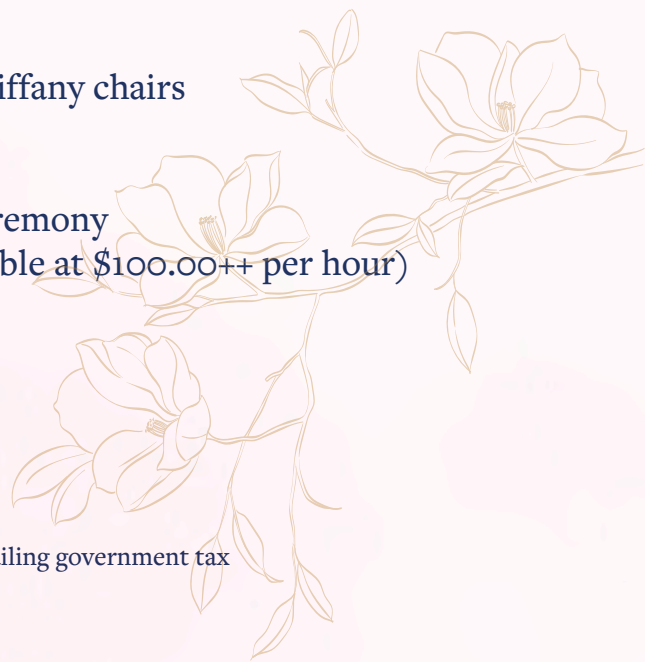 iffany chairs
remony
ble at $100.00++ per hour)
iling government tax